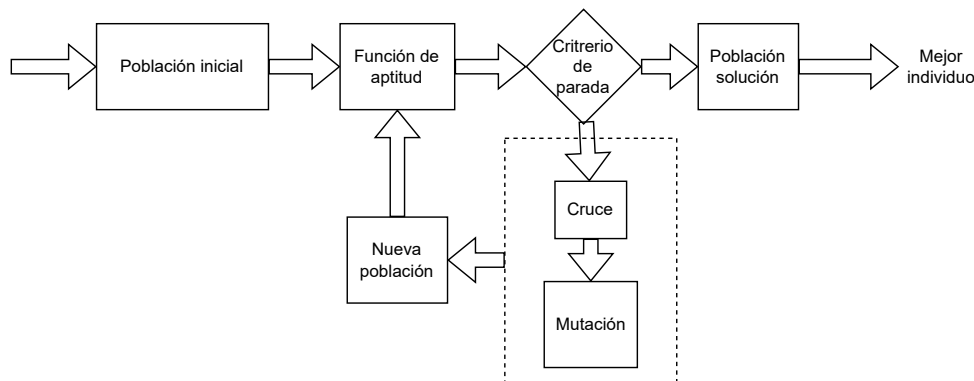 Población inicial
Función de
aptitud
Critrerio
de
parada
Población
solución
Mejor
individuo
Cruce
Nueva
población
Mutación